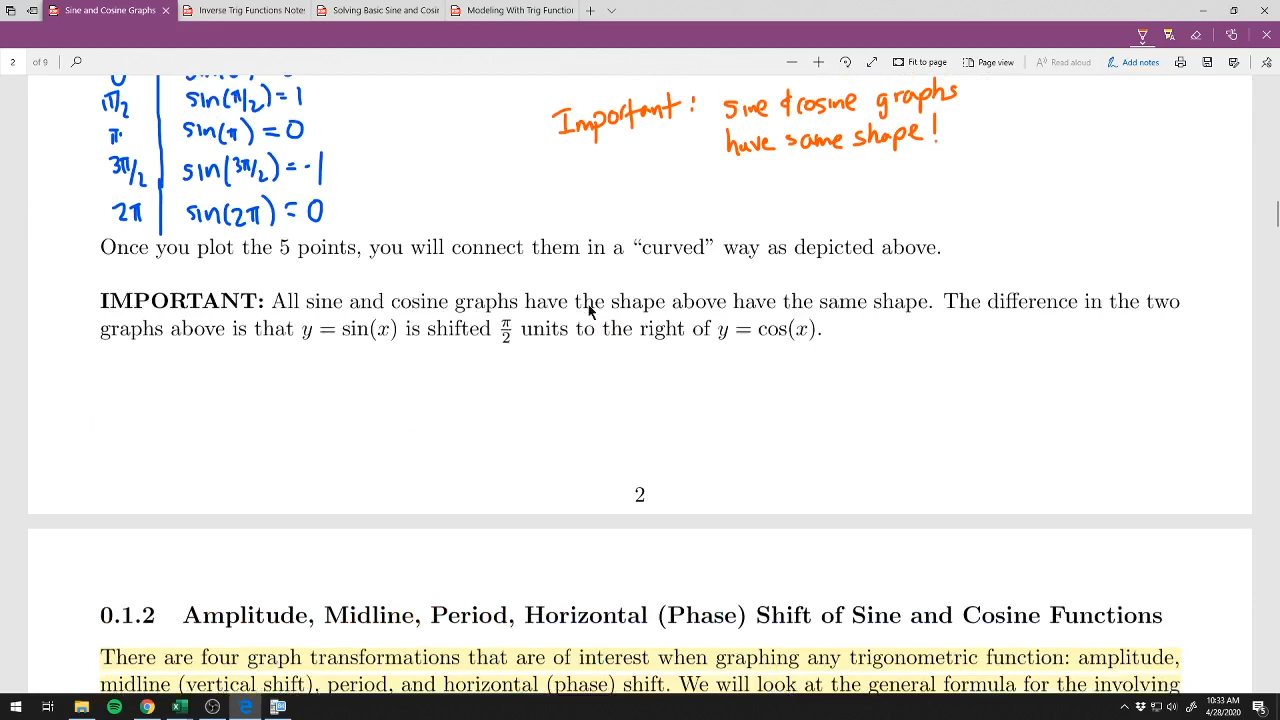 Sine and Cosine Graphs
Inverse Trig Functions Notes
Solving Basic Sine and Cosir
Modeling With Trig Function
2 of 9
Fit to page
Page view
Read aloud
Add notes
π/2 sin(π/2) = 1
π sin(π) = 0
3π/2 sin(3π/2) = -1
2π sin(2π) = 0
Important: sine & cosine graphs
have same shape!
Once you plot the 5 points, you will connect them in a “curved” way as depicted above.
IMPORTANT: All sine and cosine graphs have the shape above have the same shape. The difference in the two
graphs above is that y = sin(x) is shifted π/2 units to the right of y = cos(x).
2
0.1.2 Amplitude, Midline, Period, Horizontal (Phase) Shift of Sine and Cosine Functions
There are four graph transformations that are of interest when graphing any trigonometric function: amplitude,
midline (vertical shift), period, and horizontal (phase) shift. We will look at the general formula for the involving
10:33 AM
4/28/2020